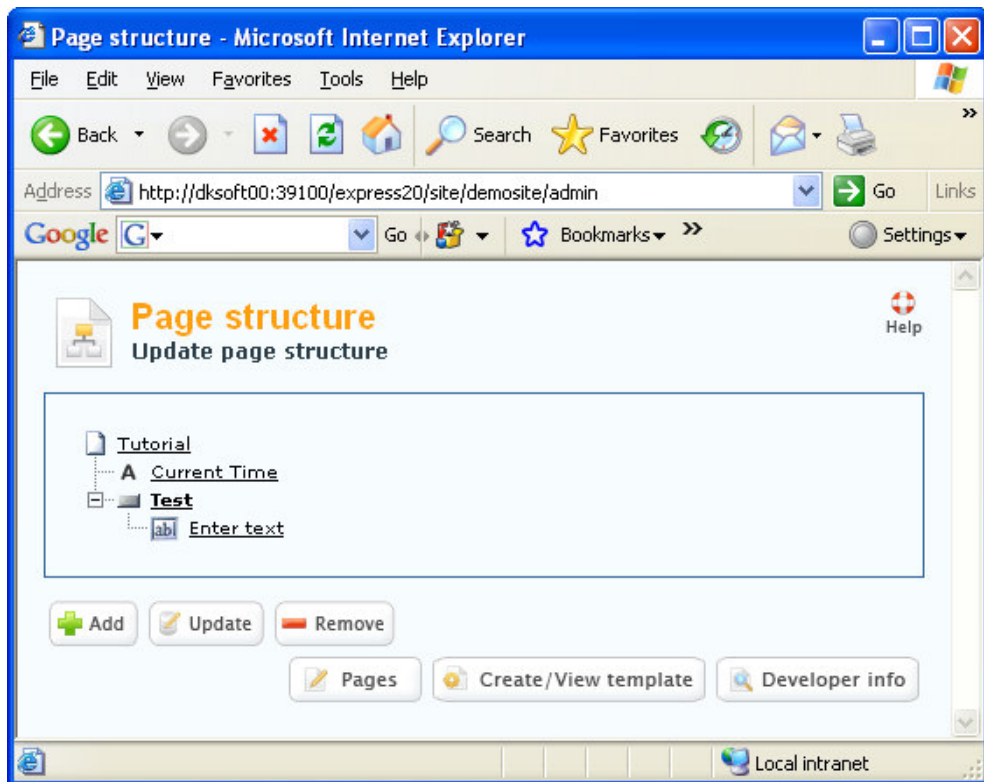 Page structure - Microsoft Internet Explorer
File Edit View Favorites Tools Help
Back Search Favorites »
Address http://dksoft00:39100/express20/site/demosite/admin Go Links
Google G Go Bookmarks » Settings
Page structure
Update page structure
Help
Tutorial
A Current Time
Test
ab Enter text
Add Update Remove
Pages Create/View template Developer info
Local intranet